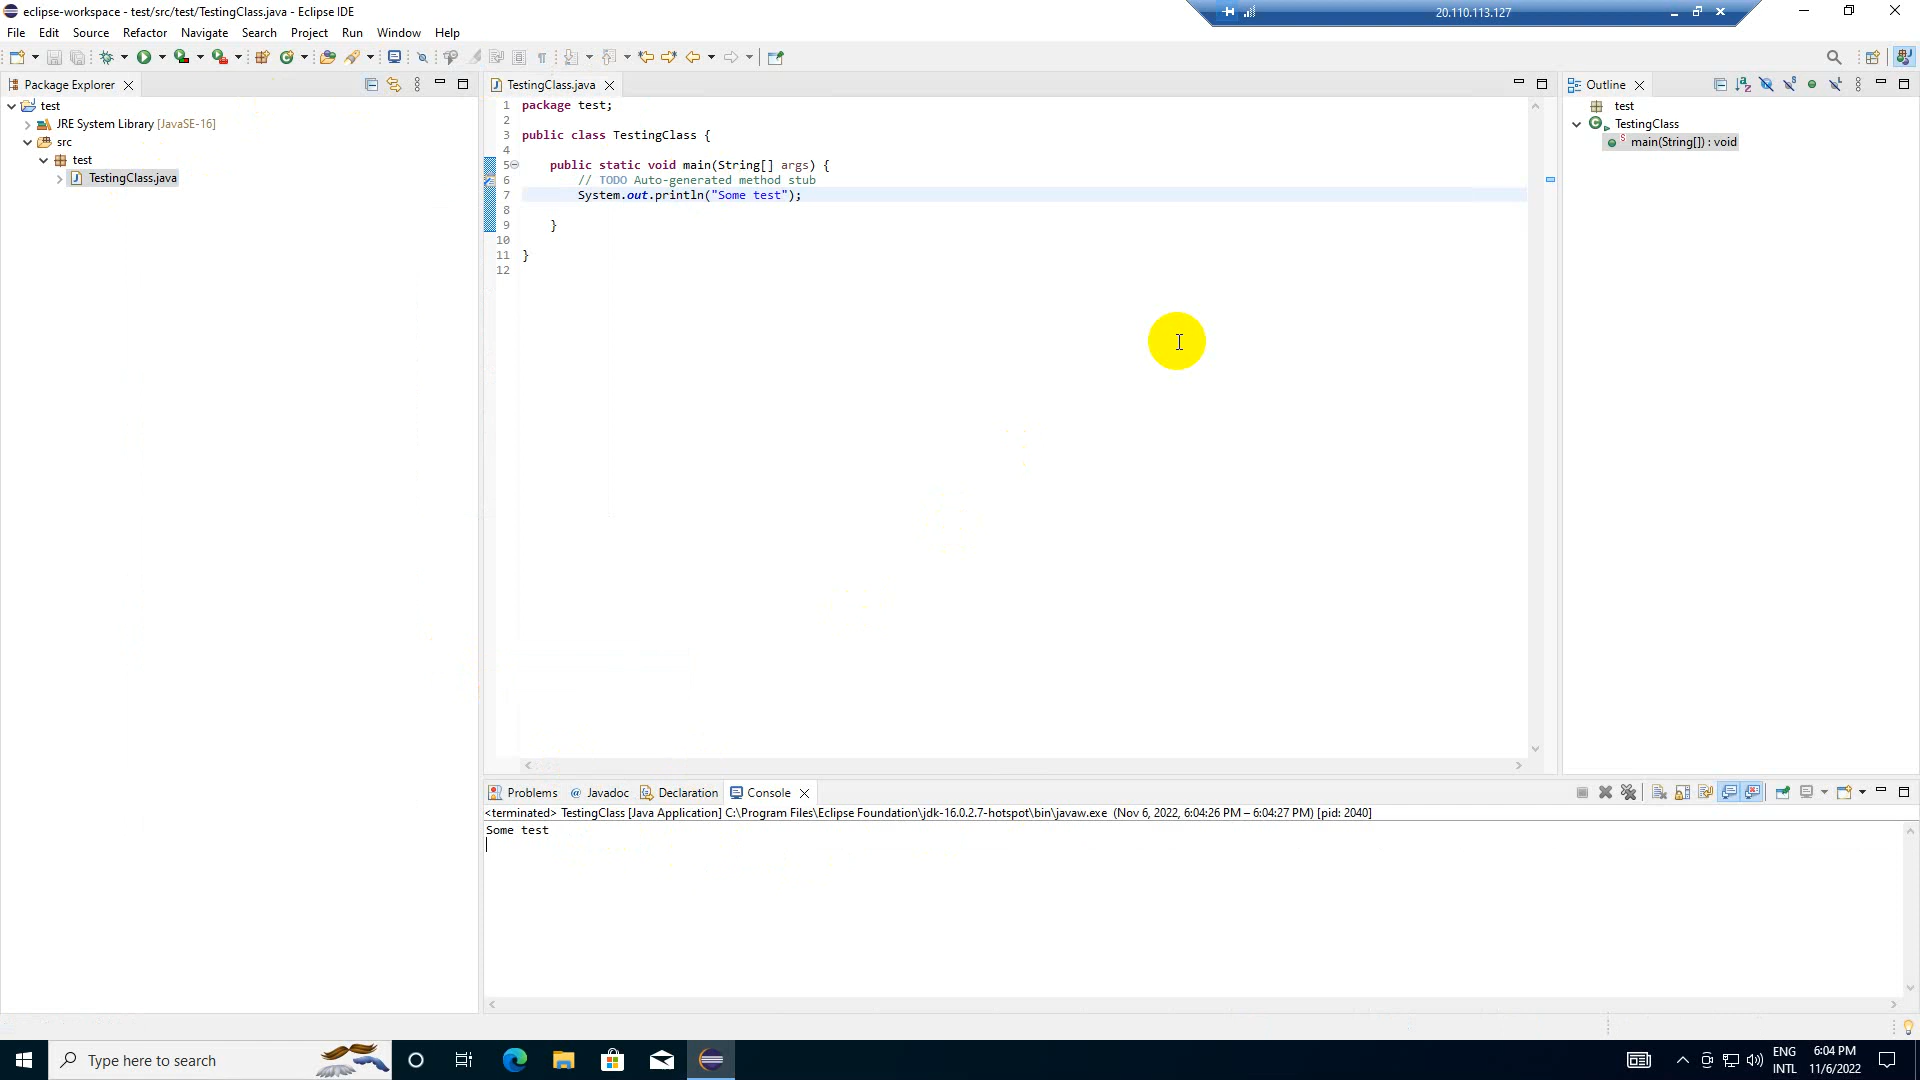 eclipse-workspace - test/src/test/TestingClass.java - Eclipse IDE
20.110.113.127
File Edit Source Refactor Navigate Search Project Run Window Help
Package Explorer
test
JRE System Library [JavaSE-16]
src
test
TestingClass.java
TestingClass.java
1 package test;
2
3 public class TestingClass {
4
5 public static void main(String[] args) {
6 // TODO Auto-generated method stub
7 System.out.println("Some test");
8
9 }
10
11 }
12
Outline
test
TestingClass
main(String[]) : void
Problems @ Javadoc Declaration Console
<terminated> TestingClass [Java Application] C:\Program Files\Eclipse Foundation\jdk-16.0.2.7-hotspot\bin\javaw.exe (Nov 6, 2022, 6:04:26 PM – 6:04:27 PM) [pid: 2040]
Some test
Type here to search
ENG
INTL
6:04 PM
11/6/2022